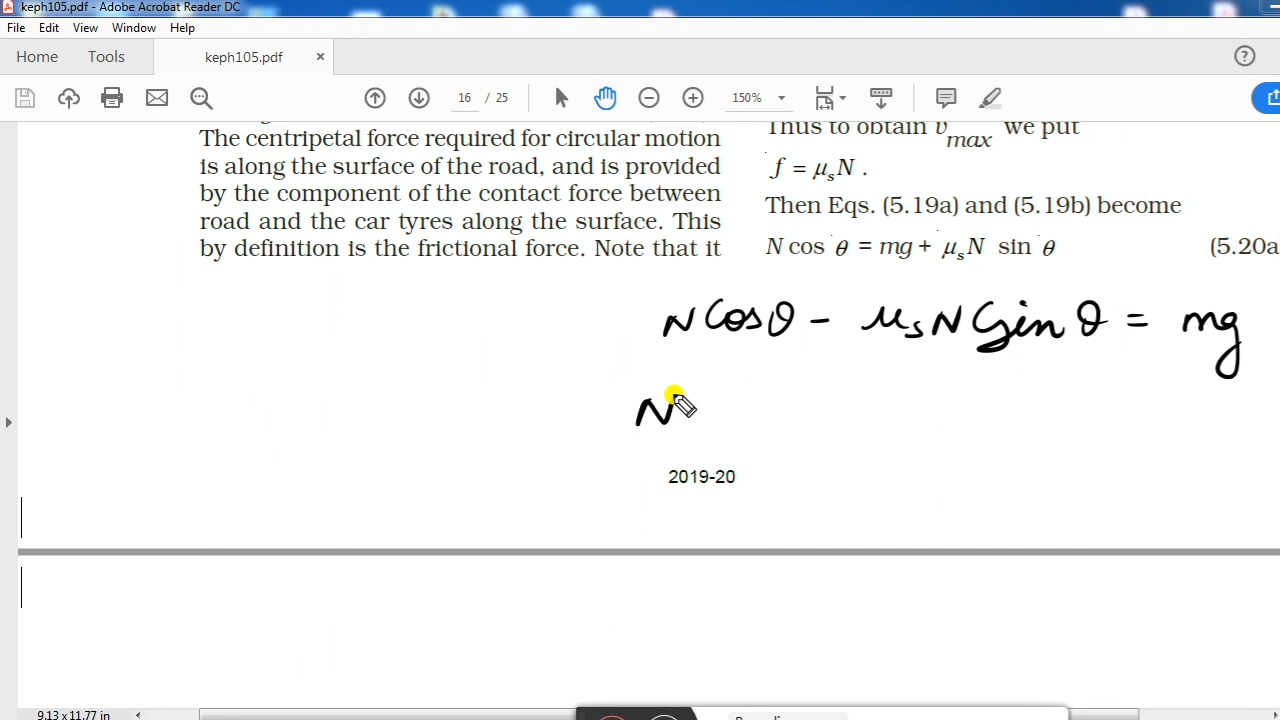 keph105.pdf - Adobe Acrobat Reader DC
File Edit View Window Help
Home Tools keph105.pdf ×
16 / 25 150%
The centripetal force required for circular motion
is along the surface of the road, and is provided
by the component of the contact force between
road and the car tyres along the surface. This
by definition is the frictional force. Note that it
Thus to obtain v_max we put
f = μ_s N .
Then Eqs. (5.19a) and (5.19b) become
N cos θ = mg + μ_s N sin θ (5.20a
N Cos θ - μ_s N Sin θ = mg
N
2019-20
9.13 x 11.77 in